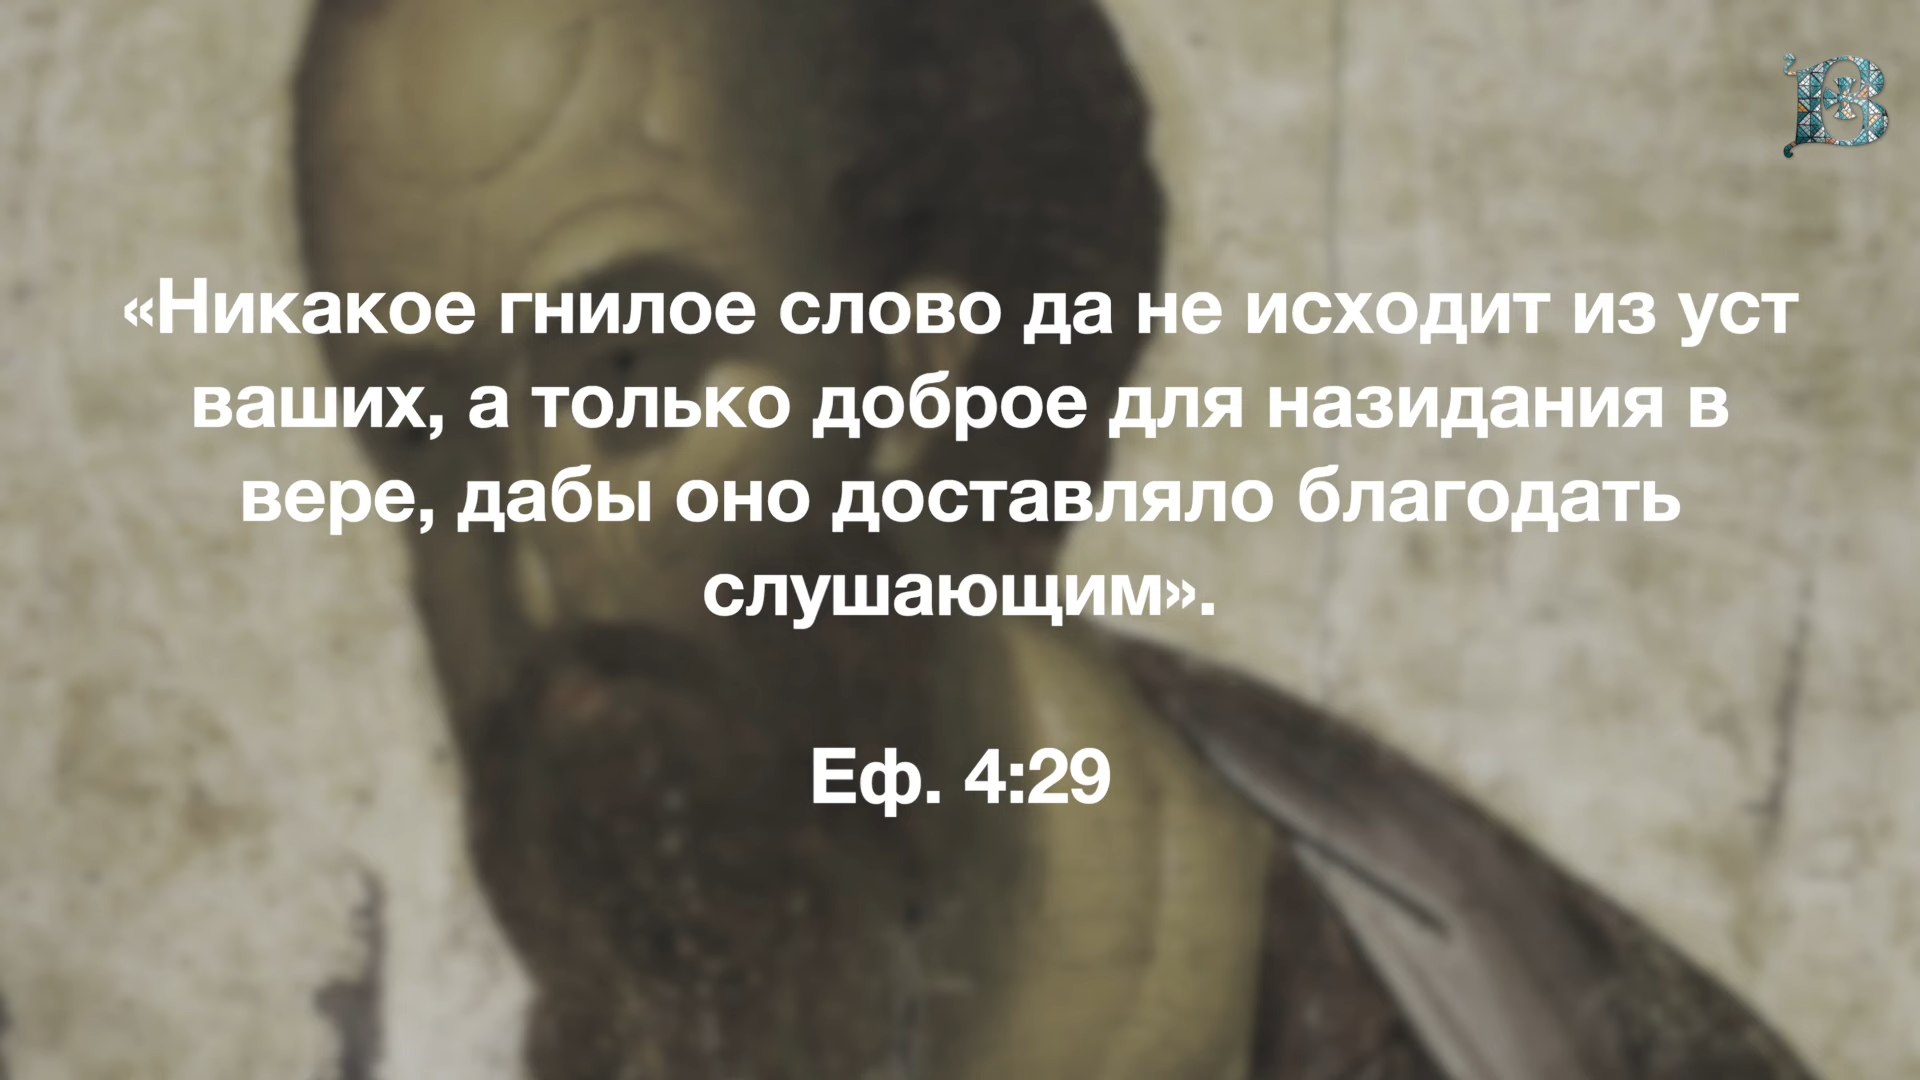 «Никакое гнилое слово да не исходит из уст
ваших, а только доброе для назидания в
вере, дабы оно доставляло благодать
слушающим».
Еф. 4:29